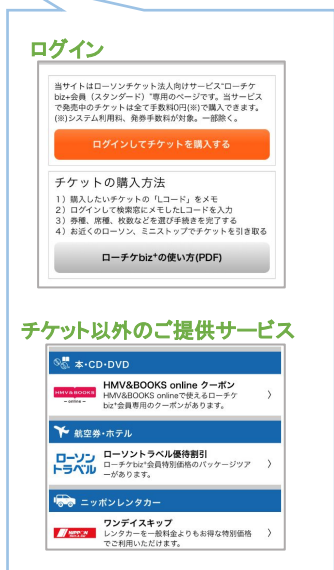 ログイン
当サイトはローソンチケット法人向けサービス"ローチケ
biz+会員（スタンダード）"専用のページです。当サービス
で発売中のチケットは全て手数料0円(※)で購入できます。
(※)システム利用料、発券手数料が対象。一部除く。
ログインしてチケットを購入する
チケットの購入方法
1）購入したいチケットの「Lコード」をメモ
2）ログインして検索窓にメモしたLコードを入力
3）券種、席種、枚数などを選び手続きを完了する
4）お近くのローソン、ミニストップでチケットを引き取る
ローチケbiz+の使い方(PDF)
チケット以外のご提供サービス
本・CD・DVD
HMV&BOOKS
online
HMV&BOOKS online クーポン
HMV&BOOKS onlineで使えるローチケ
biz+会員専用のクーポンがあります。
航空券・ホテル
ローソン
トラベル
ローソントラベル優待割引
ローチケbiz+会員特別価格のパッケージツア
ーがあります。
ニッポンレンタカー
NIPPON
ワンデイスキップ
レンタカーを一般料金よりもお得な特別価格
でご利用いただけます。